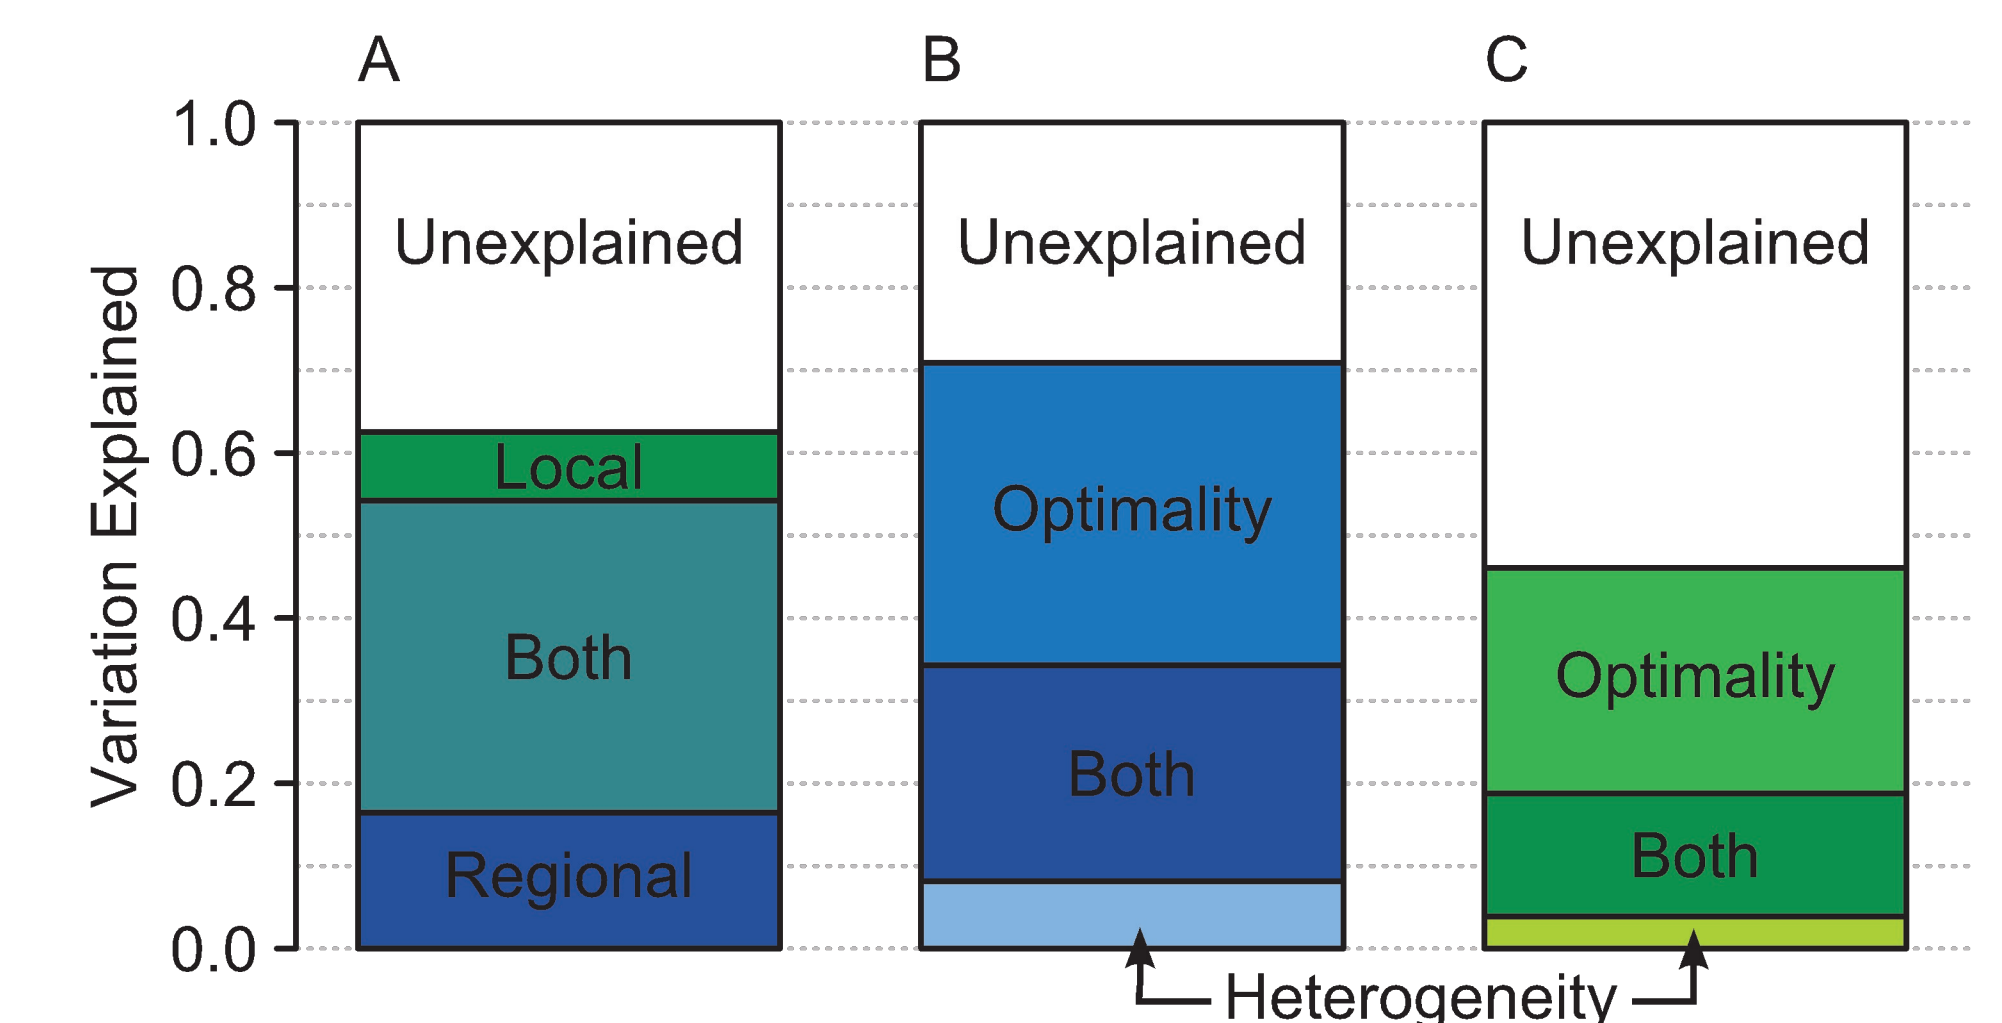 A
B
C
Variation Explained
1.0
0.8
0.6
0.4
0.2
0.0
Unexplained
Local
Both
Regional
Unexplained
Optimality
Both
Unexplained
Optimality
Both
Heterogeneity